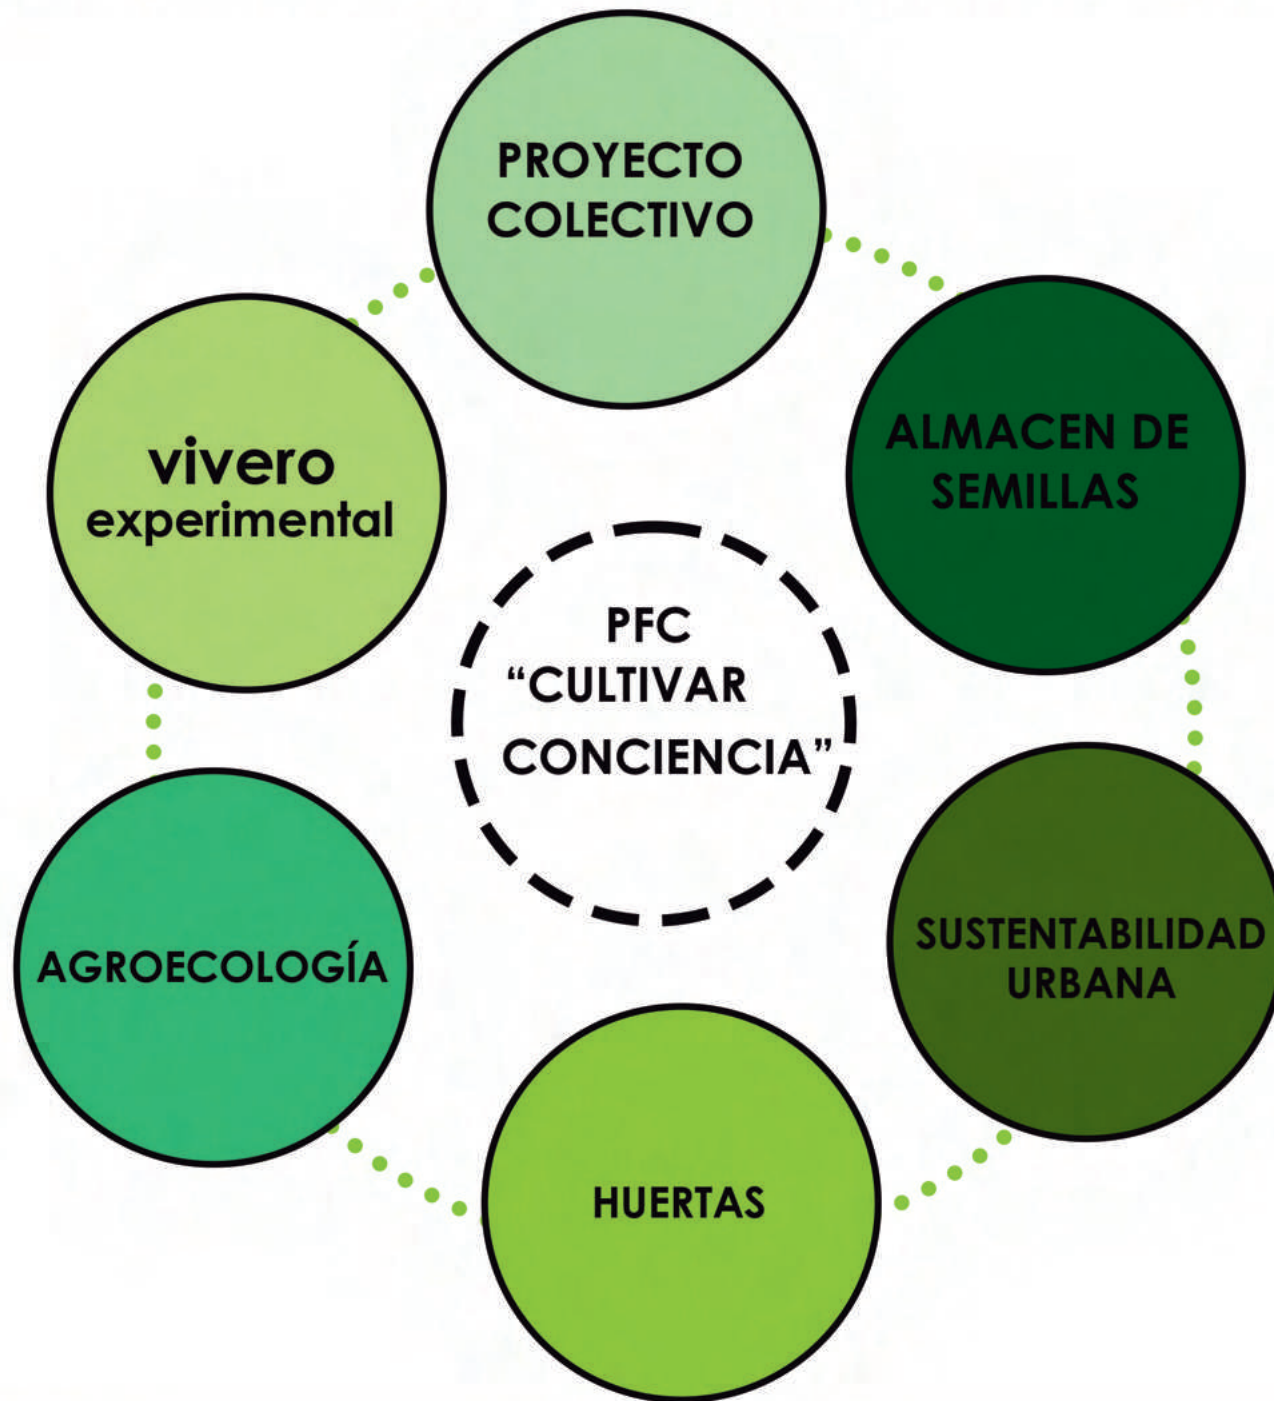 PROYECTO
COLECTIVO
ALMACEN DE
SEMILLAS
vivero
experimental
PFC
“CULTIVAR
CONCIENCIA”
SUSTENTABILIDAD
URBANA
AGROECOLOGÍA
HUERTAS